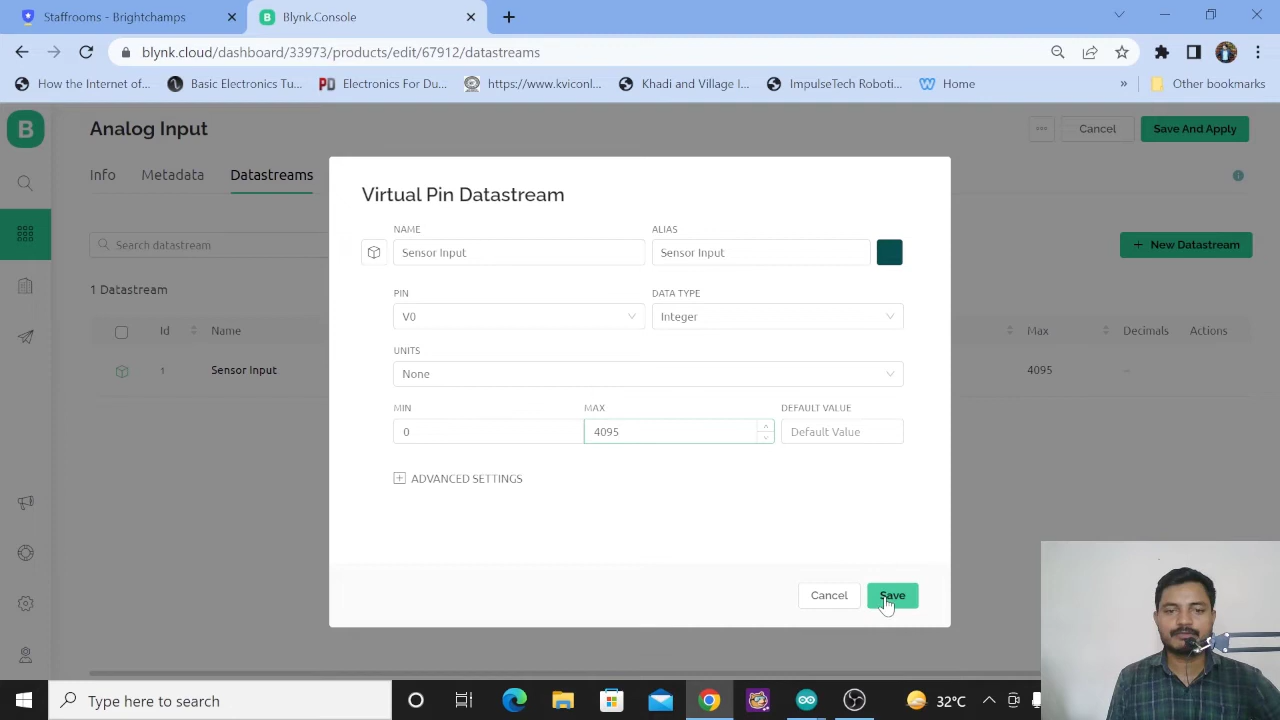 Staffrooms - Brightchamps
Blynk.Console
blynk.cloud/dashboard/33973/products/edit/67912/datastreams
How the Internet of...
Basic Electronics Tu...
Electronics For Begi...
https://www.kviconl...
Khadi and Village In...
ImpulseTech Robotiv...
Home
»
Other bookmarks
B
Analog Input
Cancel
Save And Apply
Info
Metadata
Datastreams
Search datastream
New Datastream
1 Datastream
Id
Name
Max
Decimals
Actions
1
Sensor Input
4095
Virtual Pin Datastream
NAME
ALIAS
Sensor Input
Sensor Input
PIN
DATA TYPE
V0
Integer
UNITS
None
MIN
MAX
DEFAULT VALUE
0
4095
Default Value
ADVANCED SETTINGS
Cancel
Save
Type here to search
32°C